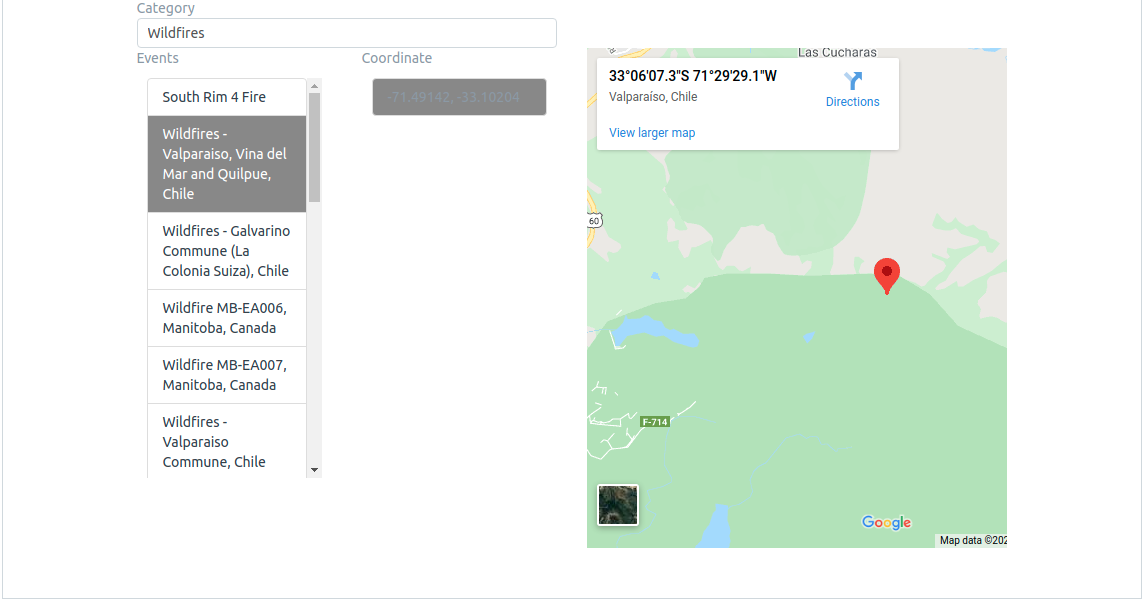 Category
Wildfires
Events
Coordinate
South Rim 4 Fire
Wildfires -
Valparaiso, Vina del
Mar and Quilpue,
Chile
Wildfires - Galvarino
Commune (La
Colonia Suiza), Chile
Wildfire MB-EA006,
Manitoba, Canada
Wildfire MB-EA007,
Manitoba, Canada
Wildfires -
Valparaiso
Commune, Chile
-71.49142, -33.10204
Las Cucharas
33°06'07.3"S 71°29'29.1"W
Valparaíso, Chile
Directions
View larger map
60
F-714
Google
Map data ©202